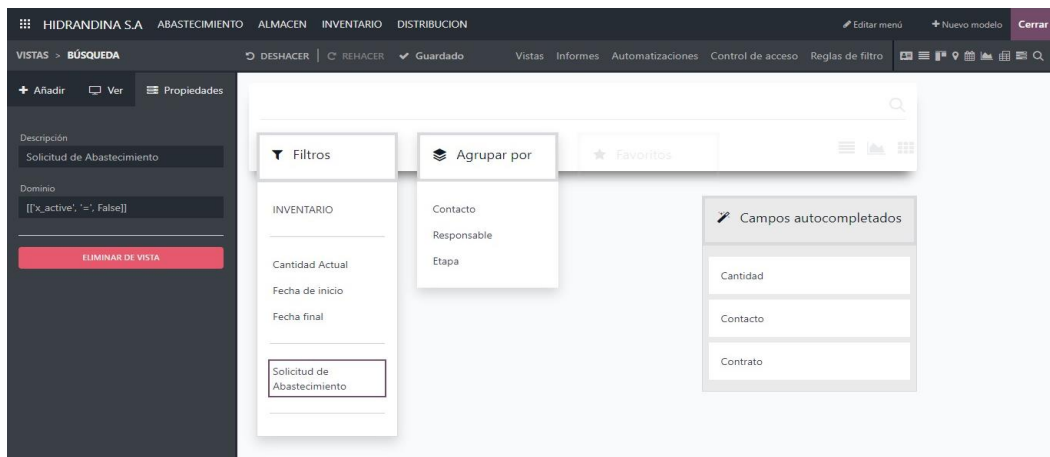 HIDRANDINA S.A ABASTECIMIENTO ALMACEN INVENTARIO DISTRIBUCION Editar menú + Nuevo modelo Cerrar
VISTAS > BÚSQUEDA DESHACER REHACER Guardado Vistas Informes Automatizaciones Control de acceso Reglas de filtro
+ Añadir Ver Propiedades
Descripción
Solicitud de Abastecimiento
Dominio
[['x_active', '=', False]]
ELIMINAR DE VISTA
Filtros
INVENTARIO
Cantidad Actual
Fecha de inicio
Fecha final
Solicitud de
Abastecimiento
Agrupar por
Contacto
Responsable
Etapa
Favoritos
Campos autocompletados
Cantidad
Contacto
Contrato